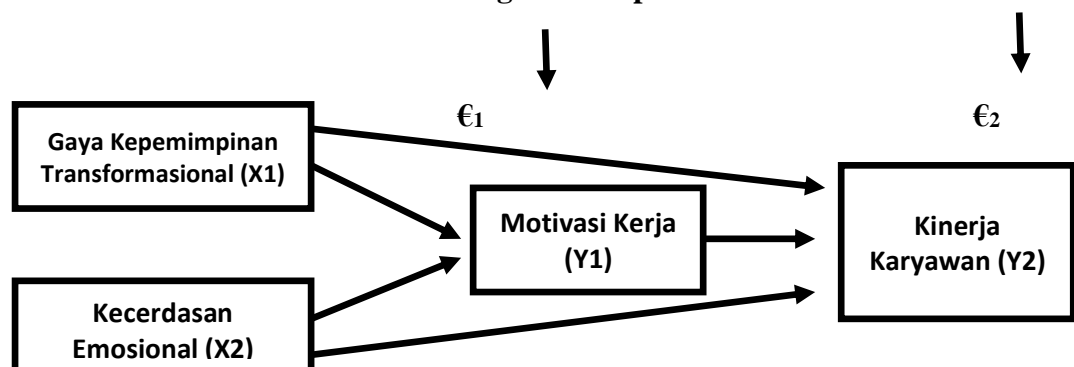 €1
€2
Gaya Kepemimpinan
Transformasional (X1)
Motivasi Kerja
(Y1)
Kinerja
Karyawan (Y2)
Kecerdasan
Emosional (X2)